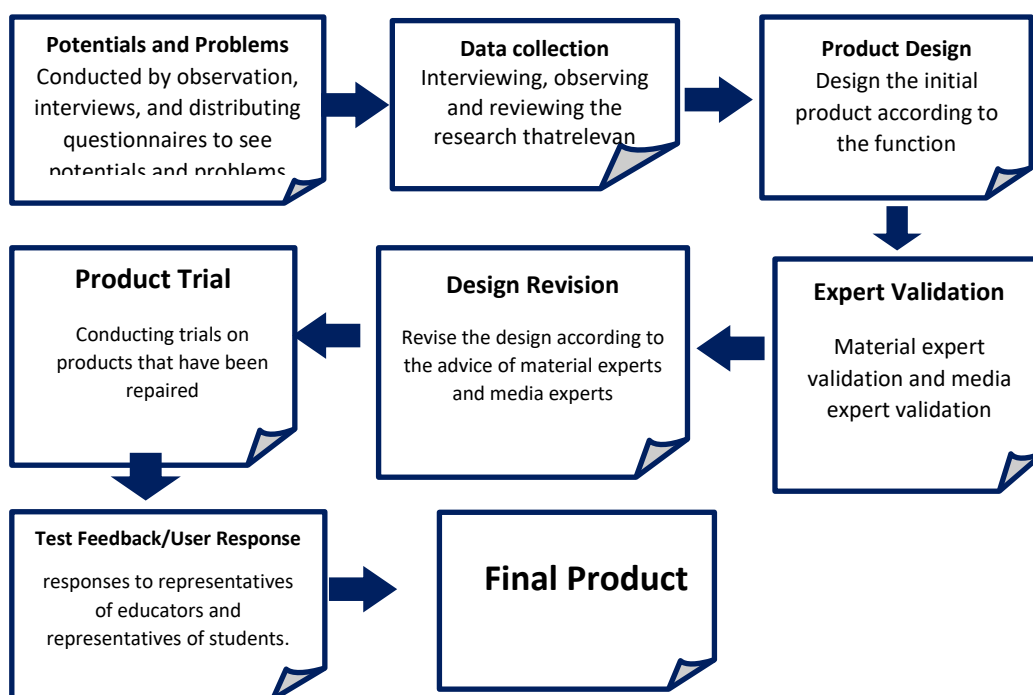 Potentials and Problems
Conducted by observation,
interviews, and distributing
questionnaires to see
potentials and problems
Data collection
Interviewing, observing
and reviewing the
research thatrelevan
Product Design
Design the initial
product according to
the function
Expert Validation
Material expert
validation and media
expert validation
Design Revision
Revise the design according to
the advice of material experts
and media experts
Product Trial
Conducting trials on
products that have been
repaired
Test Feedback/User Response
responses to representatives
of educators and
representatives of students.
Final Product